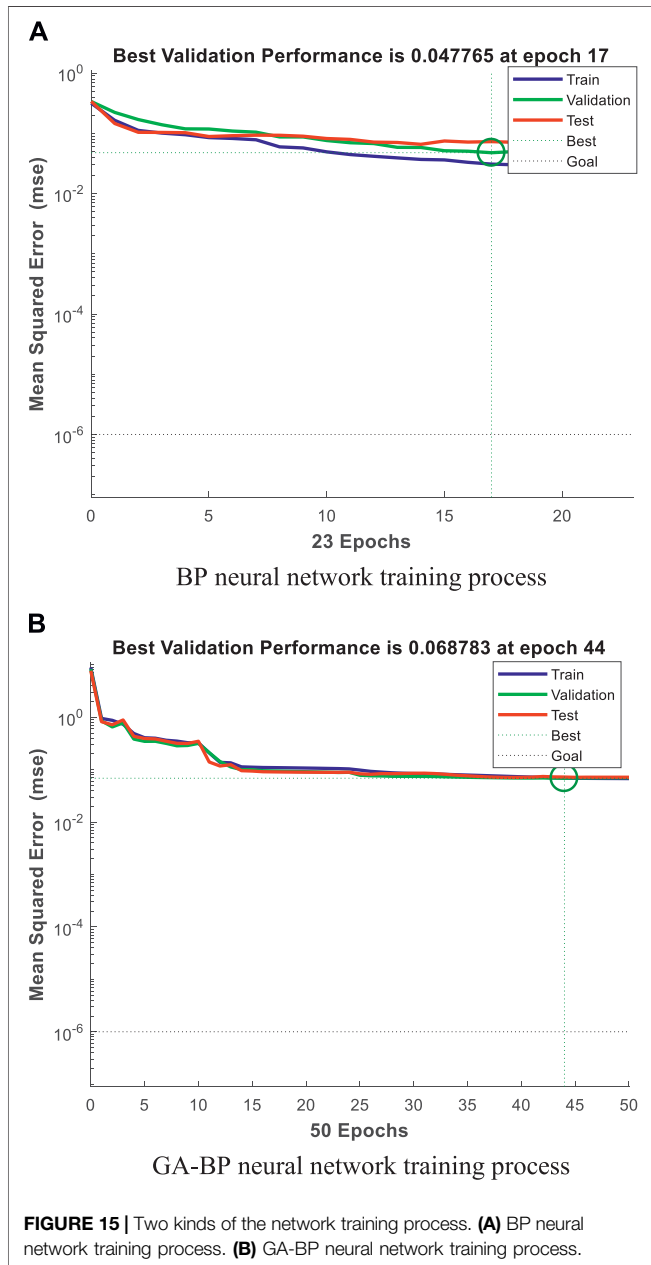 A
Best Validation Performance is 0.047765 at epoch 17
Train
Validation
Test
Best
Goal
Mean Squared Error (mse)
10^0
10^-2
10^-4
10^-6
0 5 10 15 20
23 Epochs
BP neural network training process
B
Best Validation Performance is 0.068783 at epoch 44
Train
Validation
Test
Best
Goal
Mean Squared Error (mse)
10^0
10^-2
10^-4
10^-6
0 5 10 15 20 25 30 35 40 45 50
50 Epochs
GA-BP neural network training process
FIGURE 15 | Two kinds of the network training process. (A) BP neural
network training process. (B) GA-BP neural network training process.